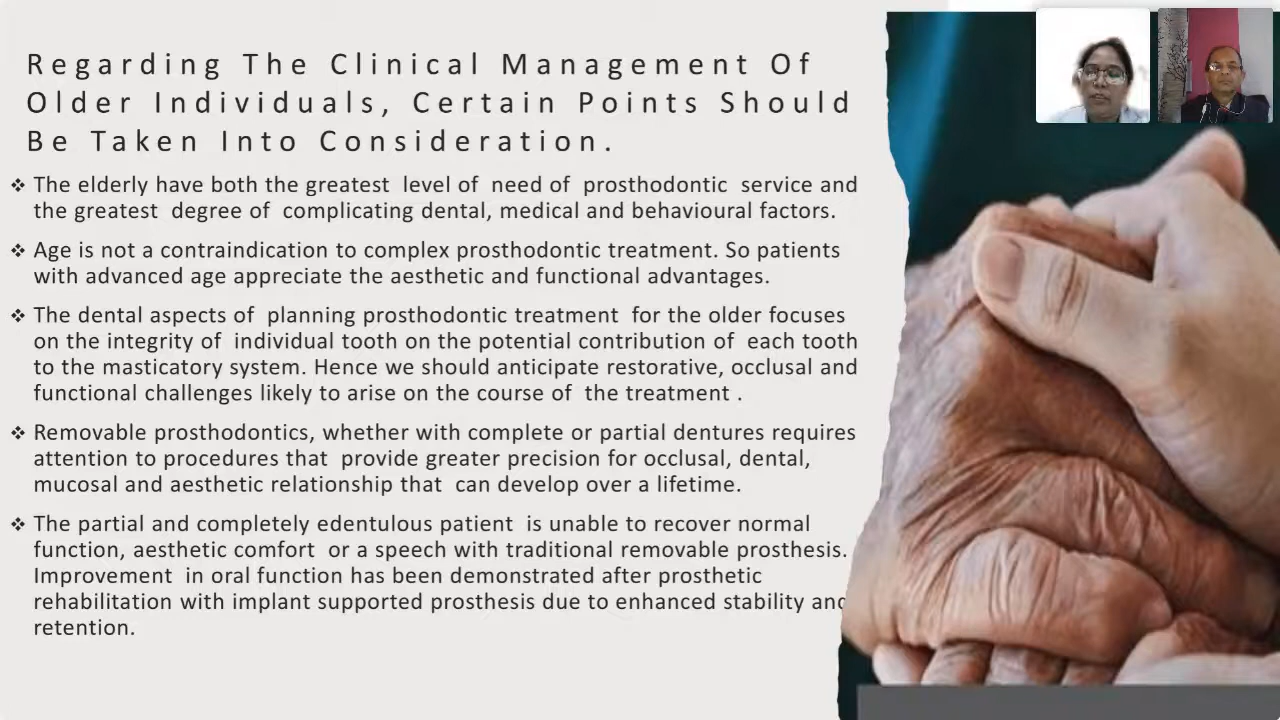 Regarding The Clinical Management Of
Older Individuals, Certain Points Should
Be Taken Into Consideration.
❖ The elderly have both the greatest level of need of prosthodontic service and
the greatest degree of complicating dental, medical and behavioural factors.
❖ Age is not a contraindication to complex prosthodontic treatment. So patients
with advanced age appreciate the aesthetic and functional advantages.
❖ The dental aspects of planning prosthodontic treatment for the older focuses
on the integrity of individual tooth on the potential contribution of each tooth
to the masticatory system. Hence we should anticipate restorative, occlusal and
functional challenges likely to arise on the course of the treatment .
❖ Removable prosthodontics, whether with complete or partial dentures requires
attention to procedures that provide greater precision for occlusal, dental,
mucosal and aesthetic relationship that can develop over a lifetime.
❖ The partial and completely edentulous patient is unable to recover normal
function, aesthetic comfort or a speech with traditional removable prosthesis.
Improvement in oral function has been demonstrated after prosthetic
rehabilitation with implant supported prosthesis due to enhanced stability and
retention.